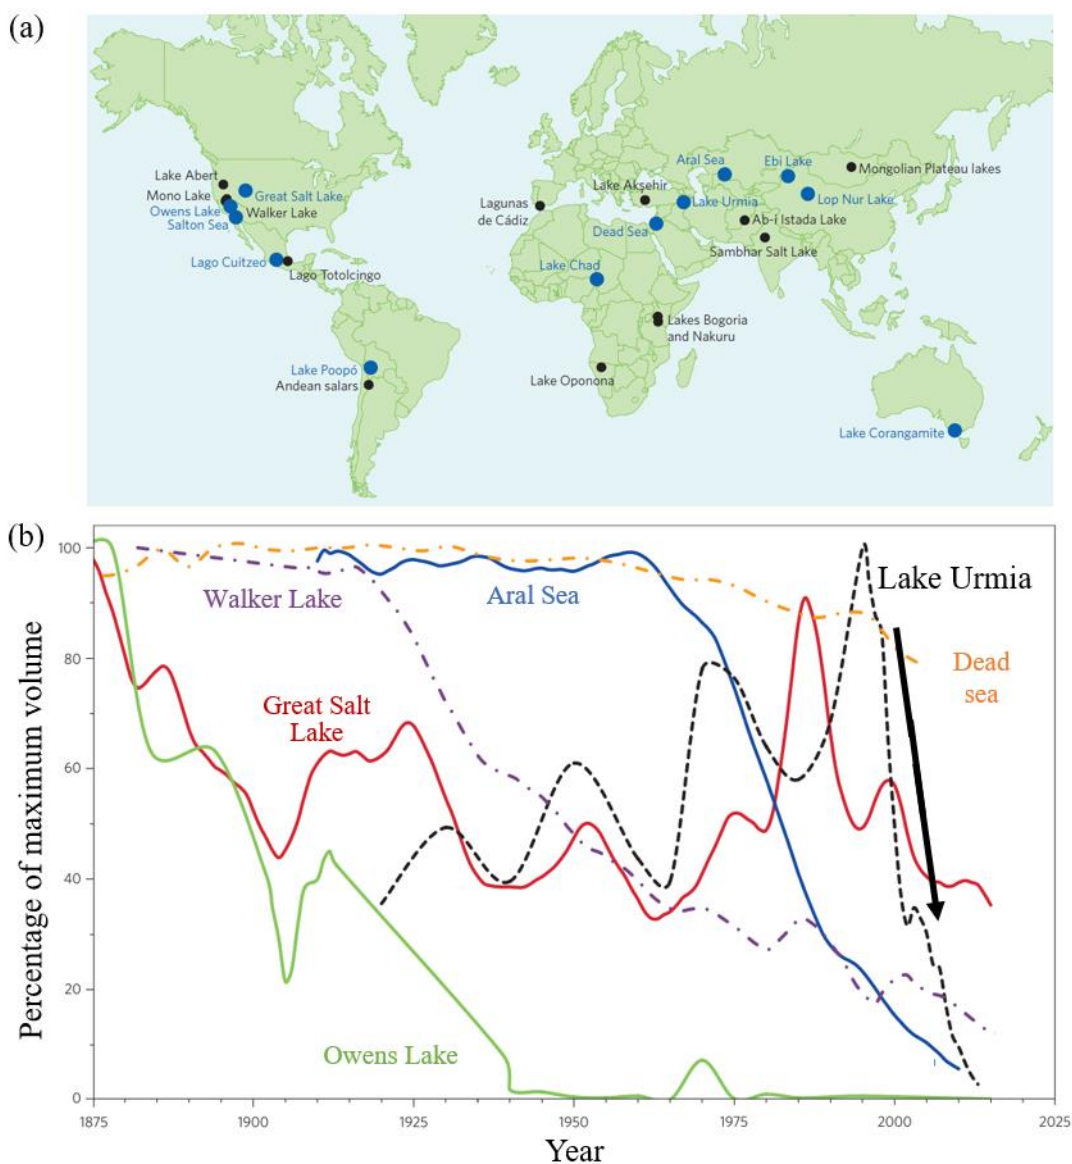 (a)
Lake Abert
Mono Lake
Great Salt Lake
Owens Lake
Walker Lake
Salton Sea
Lago Cuitzeo
Lago Totolcingo
Lake Poopó
Andean salars
Lagunas
de Cádiz
Lake Akşehir
Aral Sea
Ebi Lake
Mongolian Plateau lakes
Lake Urmia
Lop Nur Lake
Dead Sea
Ab-i Istada Lake
Sambhar Salt Lake
Lake Chad
Lakes Bogoria
and Nakuru
Lake Oponona
Lake Corangamite
(b)
Percentage of maximum volume
100
80
60
40
20
0
Walker Lake
Aral Sea
Lake Urmia
Dead
sea
Great Salt
Lake
Owens Lake
1875
1900
1925
1950
1975
2000
2025
Year